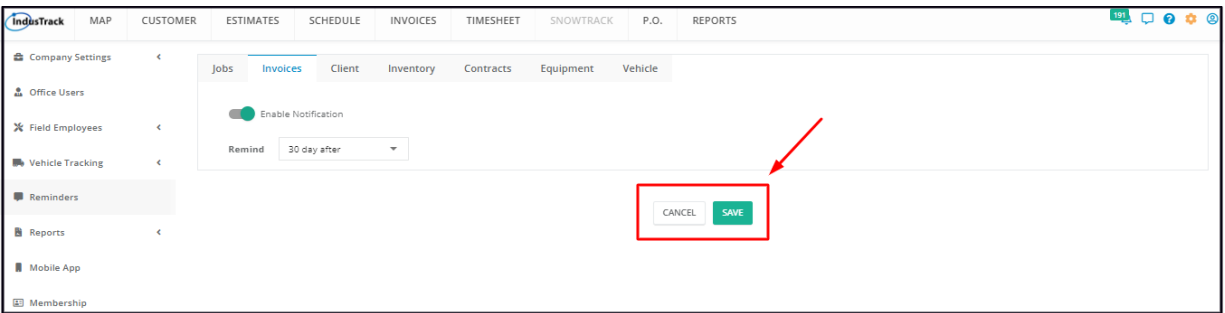 IndusTrack MAP CUSTOMER ESTIMATES SCHEDULE INVOICES TIMESHEET SNOWTRACK P.O. REPORTS 191
Company Settings
Office Users
Field Employees
Vehicle Tracking
Reminders
Reports
Mobile App
Membership
Jobs Invoices Client Inventory Contracts Equipment Vehicle
Enable Notification
Remind 30 day after
CANCEL SAVE